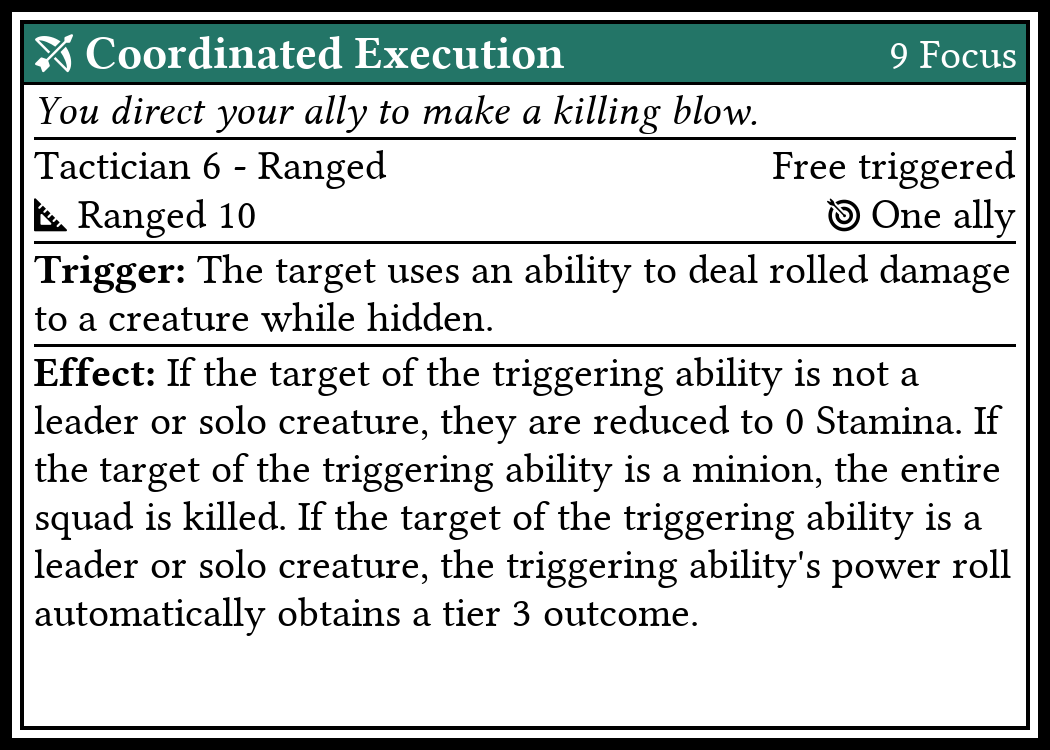 Coordinated Execution 9 Focus
You direct your ally to make a killing blow.
Tactician 6 - Ranged Free triggered
Ranged 10 One ally
Trigger: The target uses an ability to deal rolled damage
to a creature while hidden.
Effect: If the target of the triggering ability is not a
leader or solo creature, they are reduced to 0 Stamina. If
the target of the triggering ability is a minion, the entire
squad is killed. If the target of the triggering ability is a
leader or solo creature, the triggering ability's power roll
automatically obtains a tier 3 outcome.